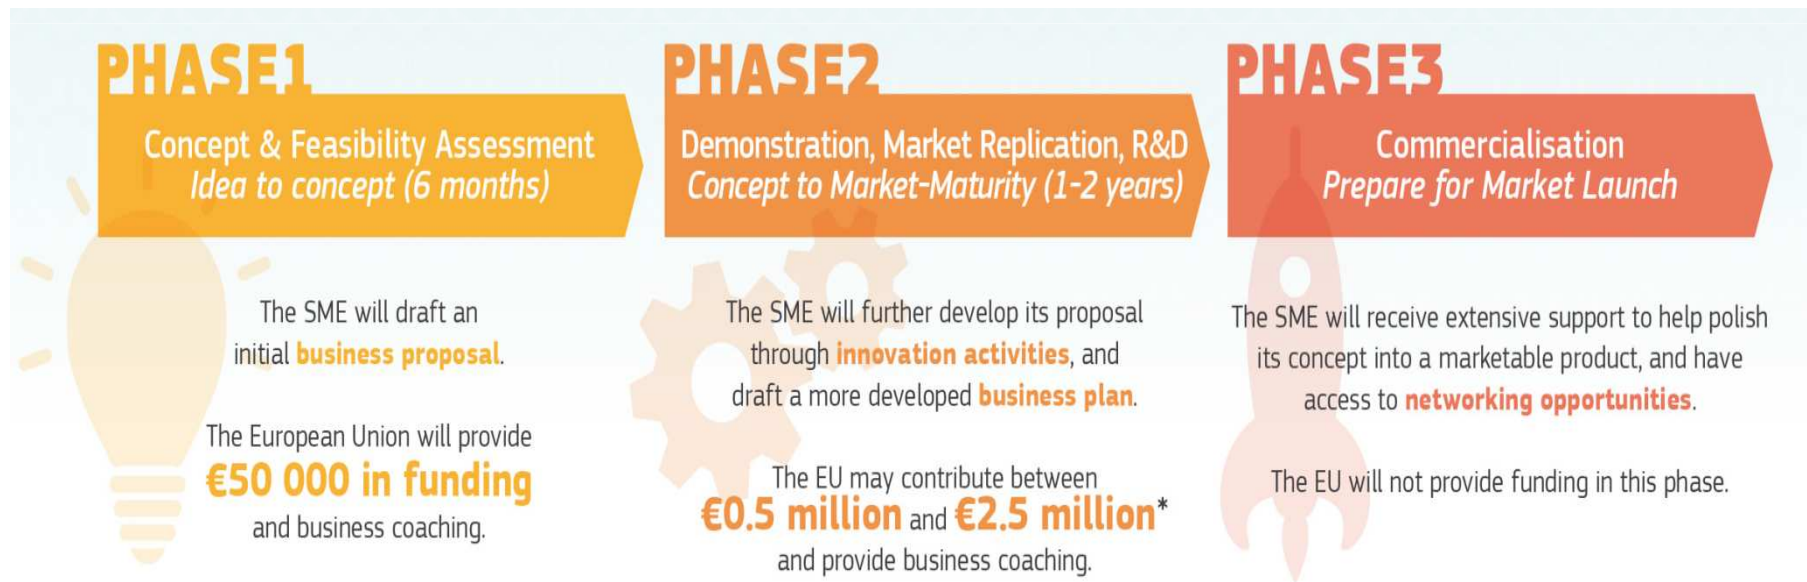 PHASE1
Concept & Feasibility Assessment
Idea to concept (6 months)
The SME will draft an
initial business proposal.
The European Union will provide
€50 000 in funding
and business coaching.
PHASE2
Demonstration, Market Replication, R&D
Concept to Market-Maturity (1-2 years)
The SME will further develop its proposal
through innovation activities, and
draft a more developed business plan.
The EU may contribute between
€0.5 million and €2.5 million*
and provide business coaching.
PHASE3
Commercialisation
Prepare for Market Launch
The SME will receive extensive support to help polish
its concept into a marketable product, and have
access to networking opportunities.
The EU will not provide funding in this phase.